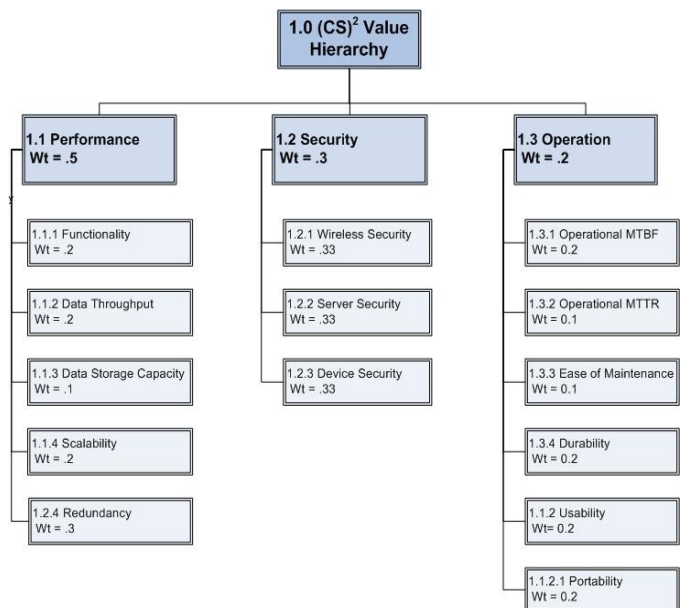 1.0 (CS)² Value
Hierarchy
1.1 Performance
Wt = .5
1.2 Security
Wt = .3
1.3 Operation
Wt = .2
y
1.1.1 Functionality
Wt = .2
1.1.2 Data Throughput
Wt = .2
1.1.3 Data Storage Capacity
Wt = .1
1.1.4 Scalability
Wt = .2
1.2.4 Redundancy
Wt = .3
1.2.1 Wireless Security
Wt = .33
1.2.2 Server Security
Wt = .33
1.2.3 Device Security
Wt = .33
1.3.1 Operational MTBF
Wt = 0.2
1.3.2 Operational MTTR
Wt = 0.1
1.3.3 Ease of Maintenance
Wt = 0.1
1.3.4 Durability
Wt = 0.2
1.1.2 Usability
Wt= 0.2
1.1.2.1 Portability
Wt = 0.2